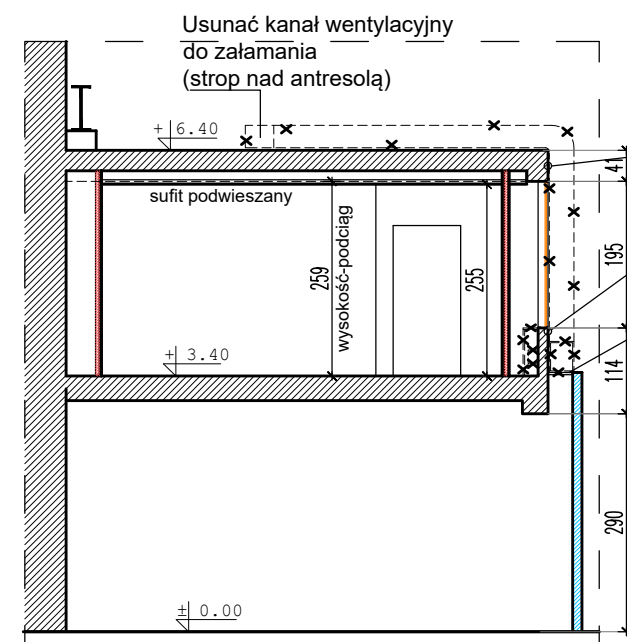 Usunać kanał wentylacyjny
do załamania
(strop nad antresolą)
+ 6.40
41
sufit podwieszany
259
wysokość-podciąg
255
195
+ 3.40
114
290
± 0.00